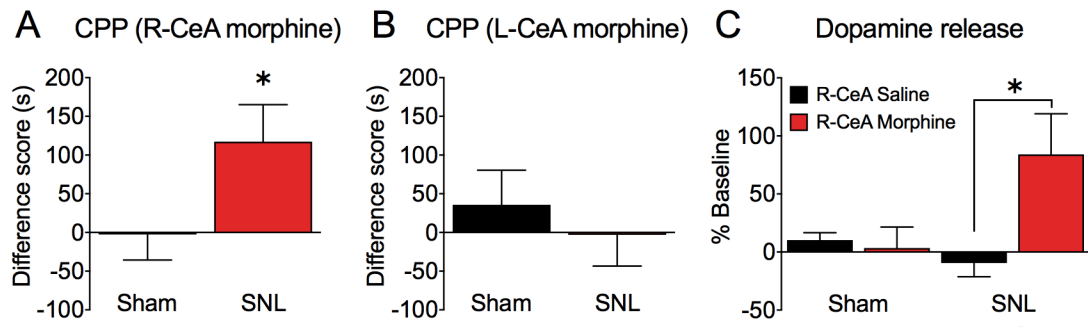 A CPP (R-CeA morphine)
Difference score (s)
200
150
100
50
0
-50
-100
*
Sham SNL
B CPP (L-CeA morphine)
Difference score (s)
200
150
100
50
0
-50
-100
Sham SNL
C Dopamine release
% Baseline
150
100
50
0
-50
R-CeA Saline
R-CeA Morphine
*
Sham SNL